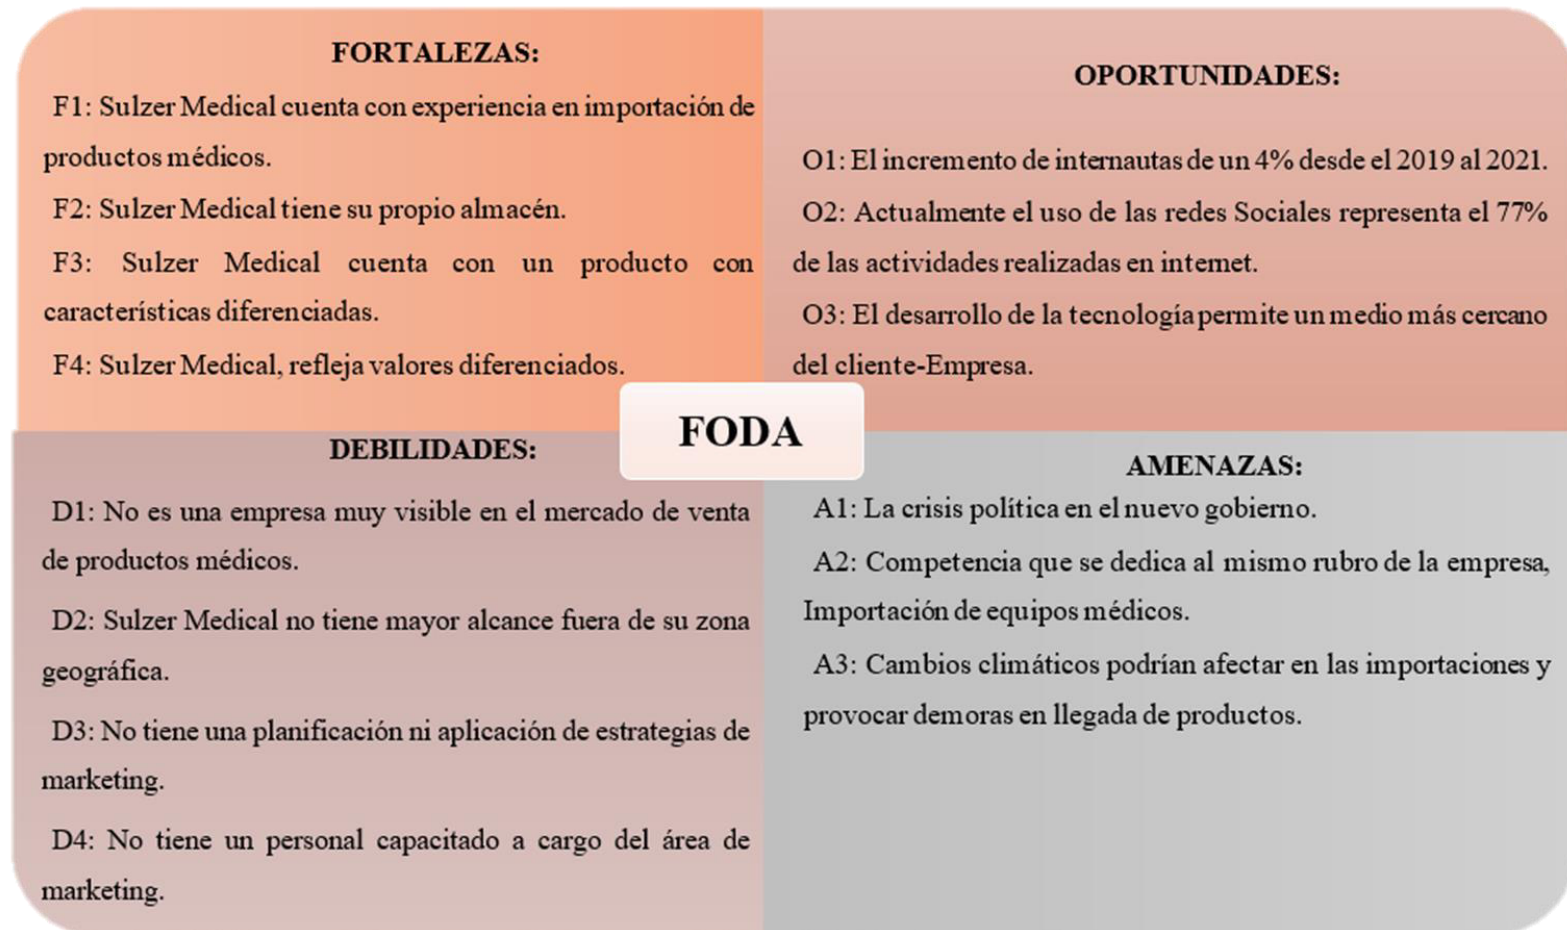 FORTALEZAS:
F1: Sulzer Medical cuenta con experiencia en importación de
productos médicos.
F2: Sulzer Medical tiene su propio almacén.
F3: Sulzer Medical cuenta con un producto con
características diferenciadas.
F4: Sulzer Medical, refleja valores diferenciados.
OPORTUNIDADES:
O1: El incremento de internautas de un 4% desde el 2019 al 2021.
O2: Actualmente el uso de las redes Sociales representa el 77%
de las actividades realizadas en internet.
O3: El desarrollo de la tecnología permite un medio más cercano
del cliente-Empresa.
FODA
DEBILIDADES:
D1: No es una empresa muy visible en el mercado de venta
de productos médicos.
D2: Sulzer Medical no tiene mayor alcance fuera de su zona
geográfica.
D3: No tiene una planificación ni aplicación de estrategias de
marketing.
D4: No tiene un personal capacitado a cargo del área de
marketing.
AMENAZAS:
A1: La crisis política en el nuevo gobierno.
A2: Competencia que se dedica al mismo rubro de la empresa,
Importación de equipos médicos.
A3: Cambios climáticos podrían afectar en las importaciones y
provocar demoras en llegada de productos.